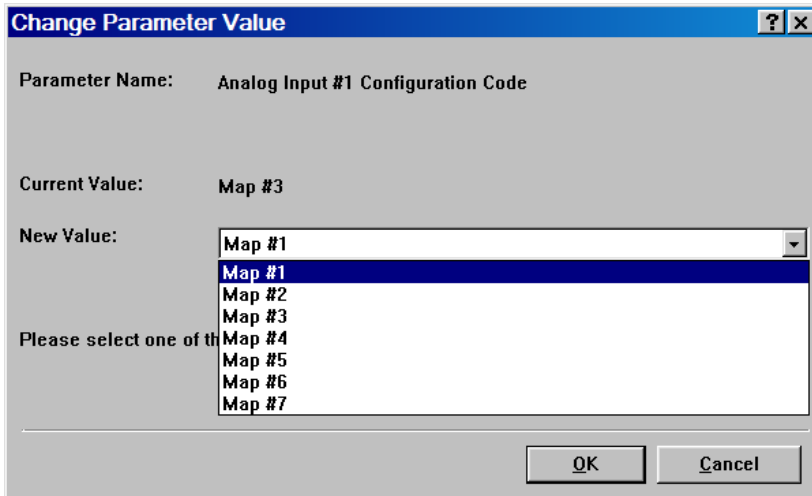 Change Parameter Value
Parameter Name: Analog Input #1 Configuration Code
Current Value: Map #3
New Value: Map #1
Map #1
Map #2
Map #3
Please select one of th
Map #4
Map #5
Map #6
Map #7
OK Cancel